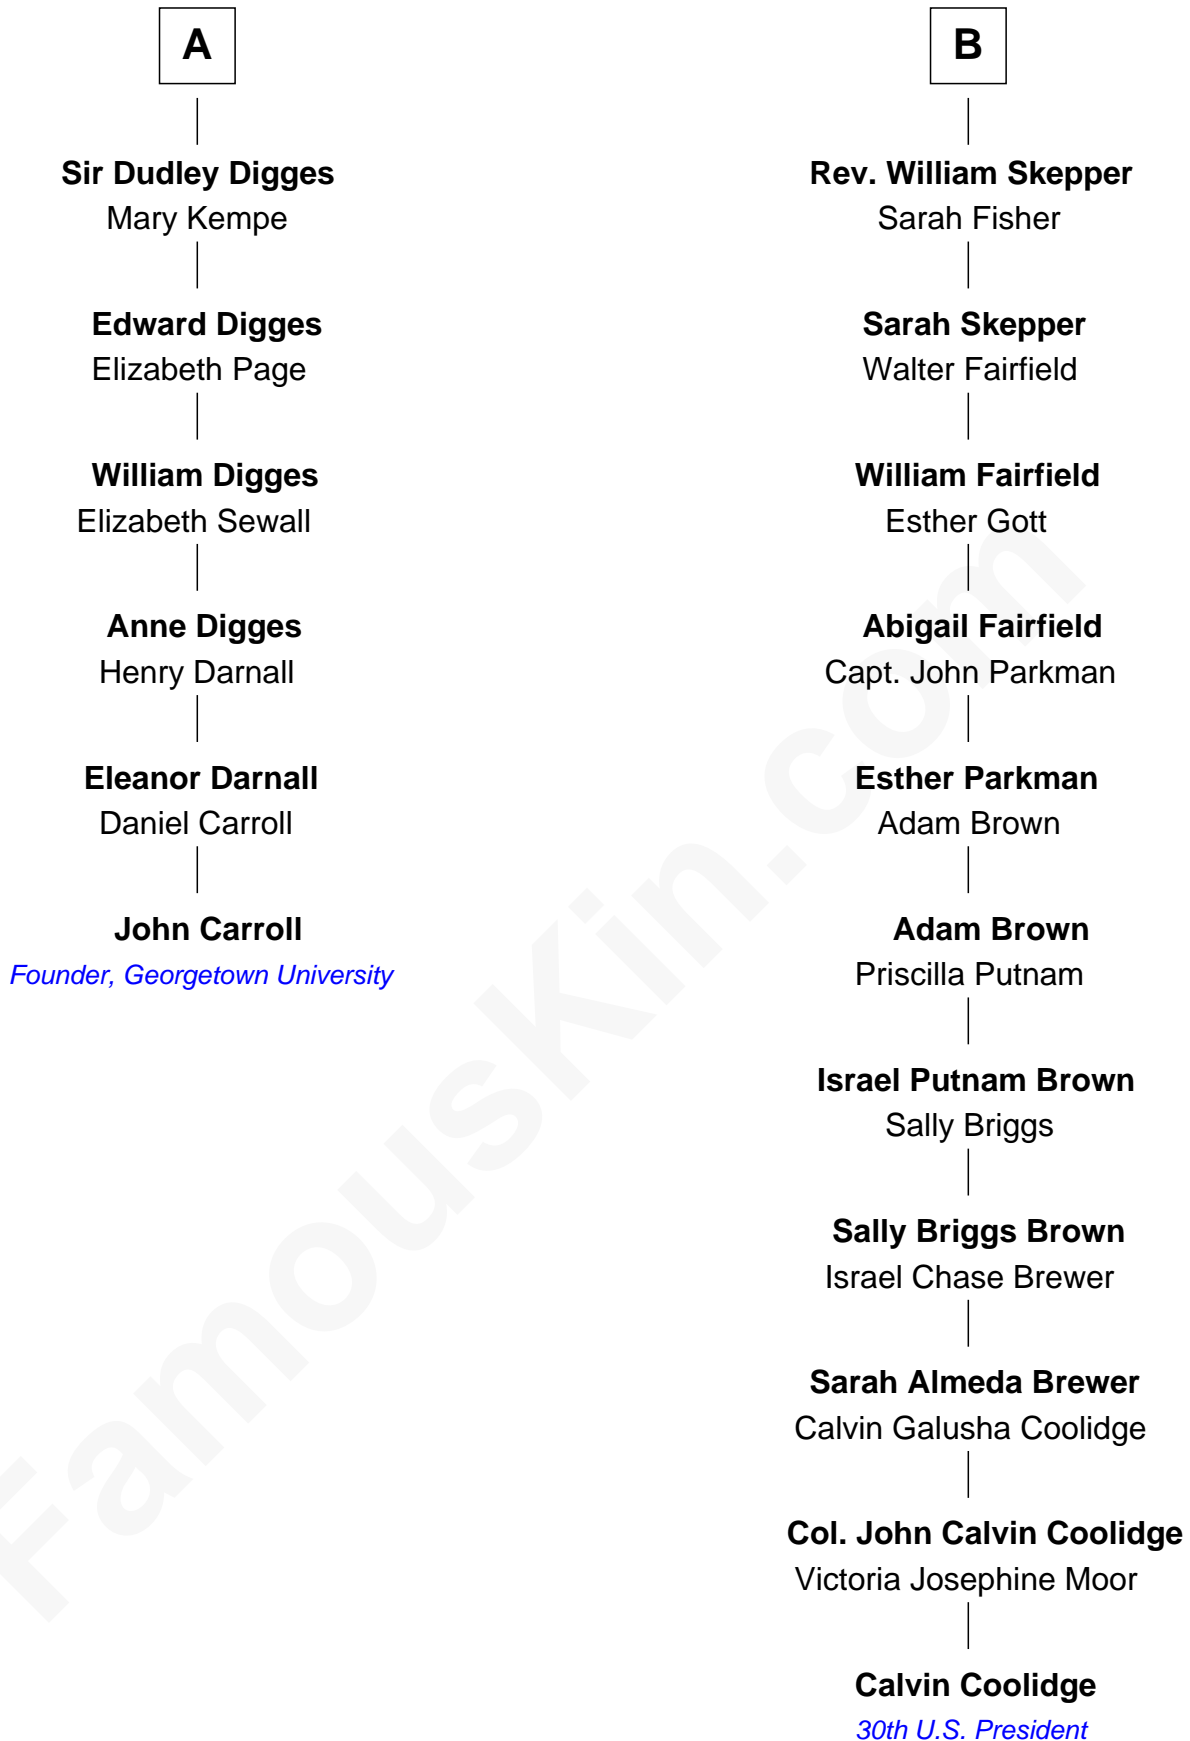 A
Sir Dudley Digges
Mary Kempe
Edward Digges
Elizabeth Page
William Digges
Elizabeth Sewall
Anne Digges
Henry Darnall
Eleanor Darnall
Daniel Carroll
John Carroll
Founder, Georgetown University
B
Rev. William Skepper
Sarah Fisher
Sarah Skepper
Walter Fairfield
William Fairfield
Esther Gott
Abigail Fairfield
Capt. John Parkman
Esther Parkman
Adam Brown
Adam Brown
Priscilla Putnam
Israel Putnam Brown
Sally Briggs
Sally Briggs Brown
Israel Chase Brewer
Sarah Almeda Brewer
Calvin Galusha Coolidge
Col. John Calvin Coolidge
Victoria Josephine Moor
Calvin Coolidge
30th U.S. President
FamousKin.com